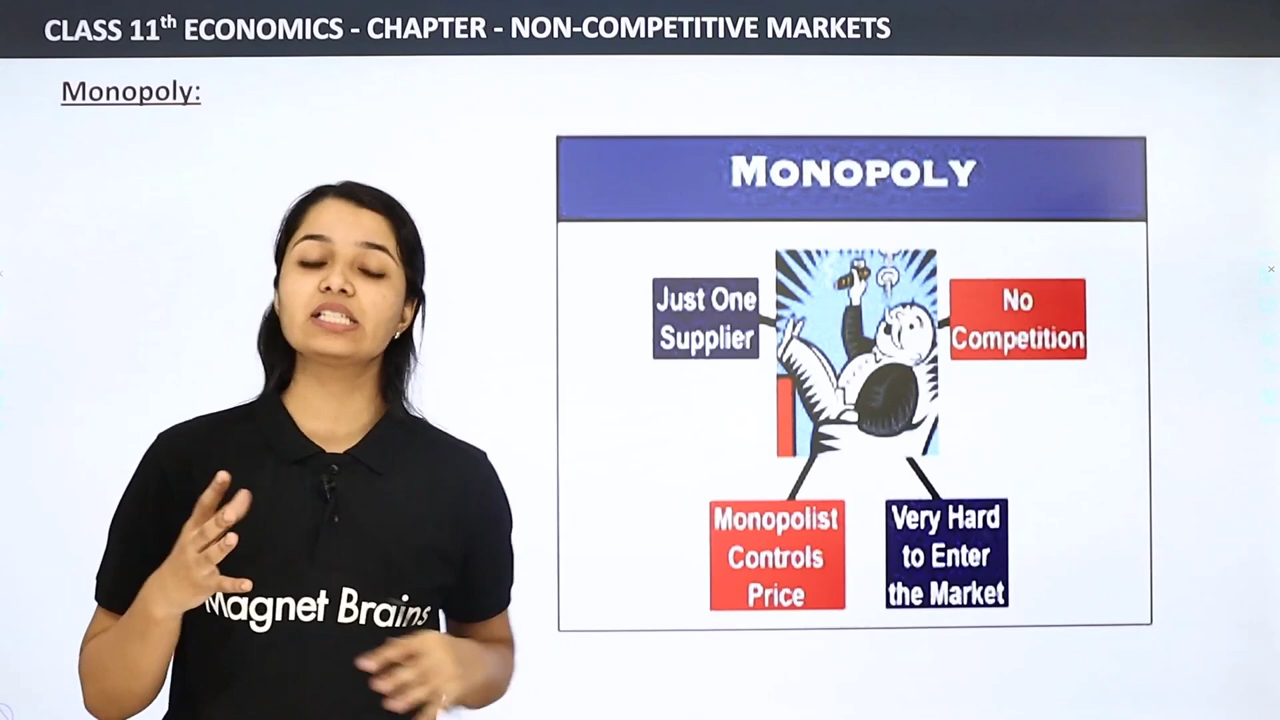 CLASS 11th ECONOMICS - CHAPTER - NON-COMPETITIVE MARKETS
Monopoly:
MONOPOLY
Just One
Supplier
No
Competition
Monopolist
Controls
Price
Very Hard
to Enter
the Market
Magnet Brains